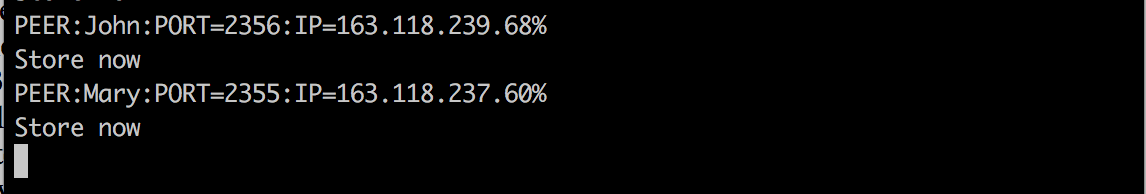 PEER:John:PORT=2356:IP=163.118.239.68%
Store now
PEER:Mary:PORT=2355:IP=163.118.237.60%
Store now